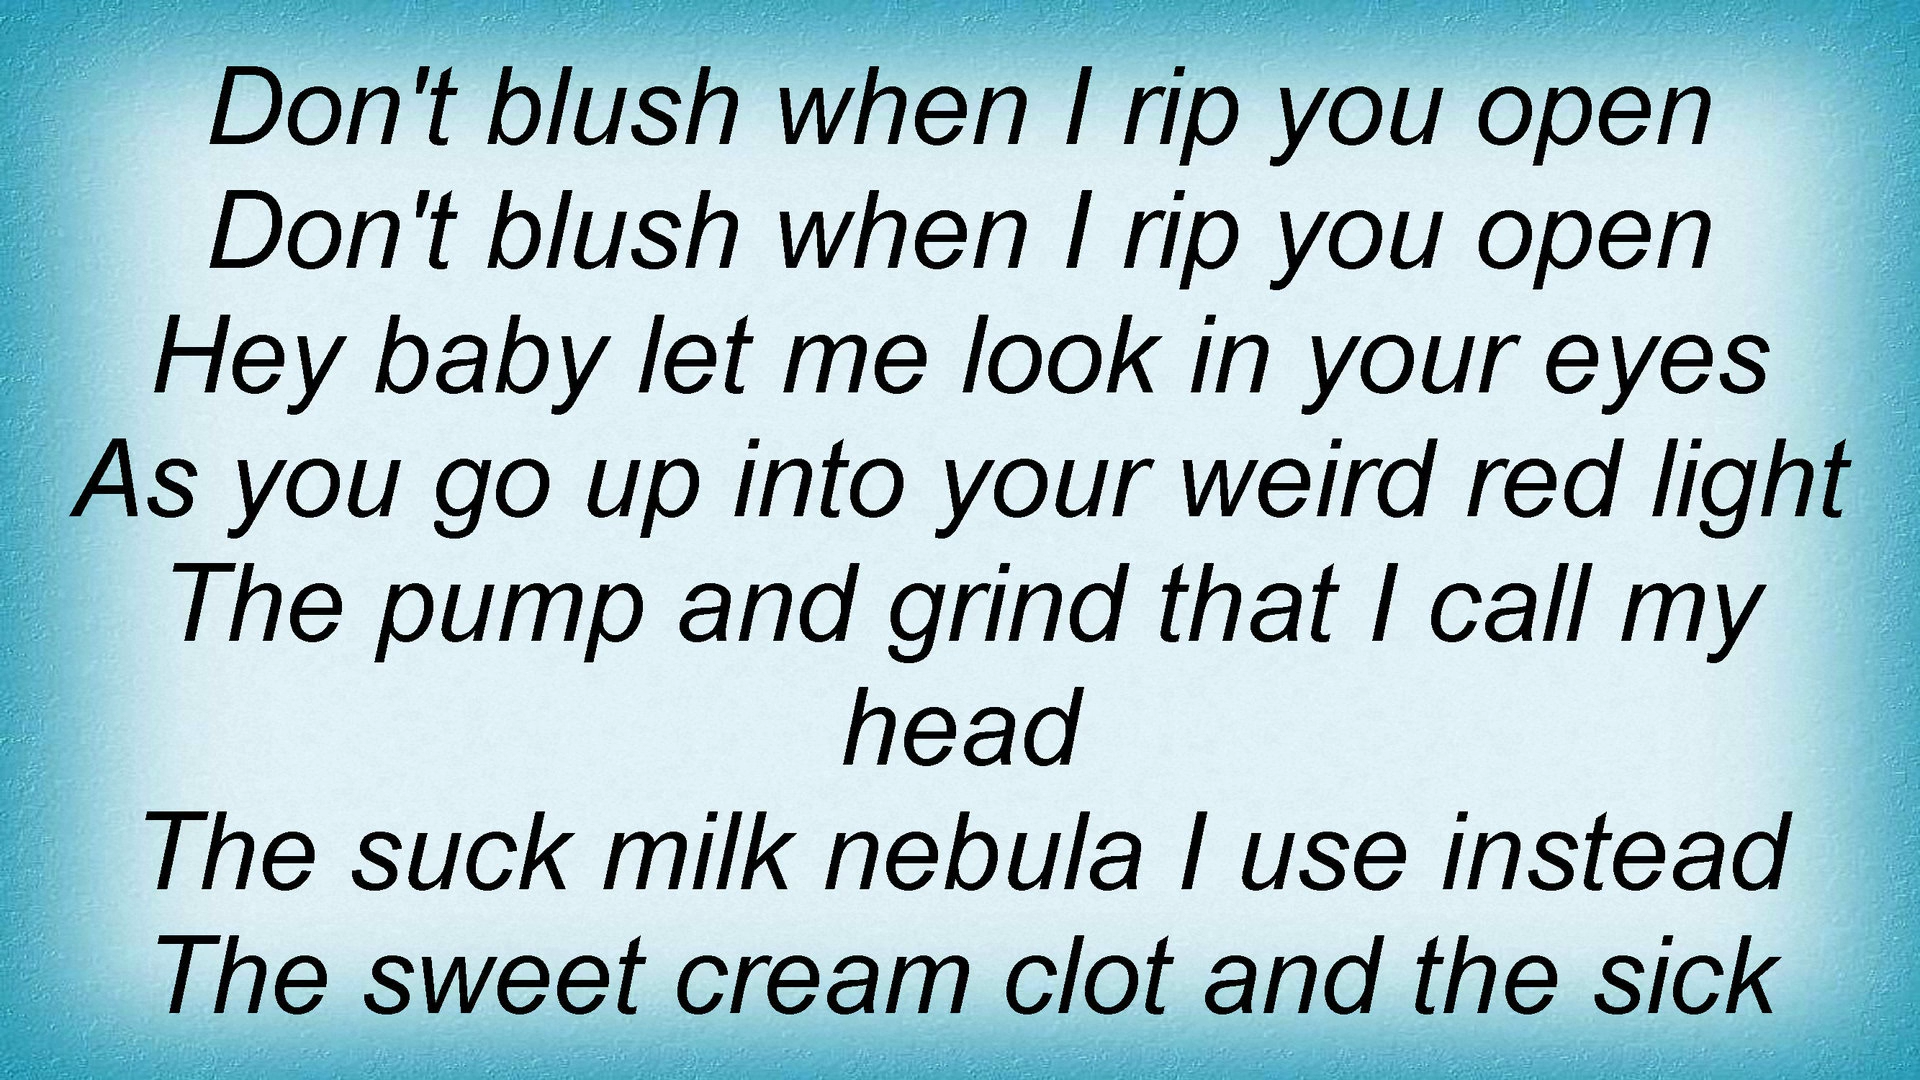 Don't blush when I rip you open
Don't blush when I rip you open
Hey baby let me look in your eyes
As you go up into your weird red light
The pump and grind that I call my
head
The suck milk nebula I use instead
The sweet cream clot and the sick